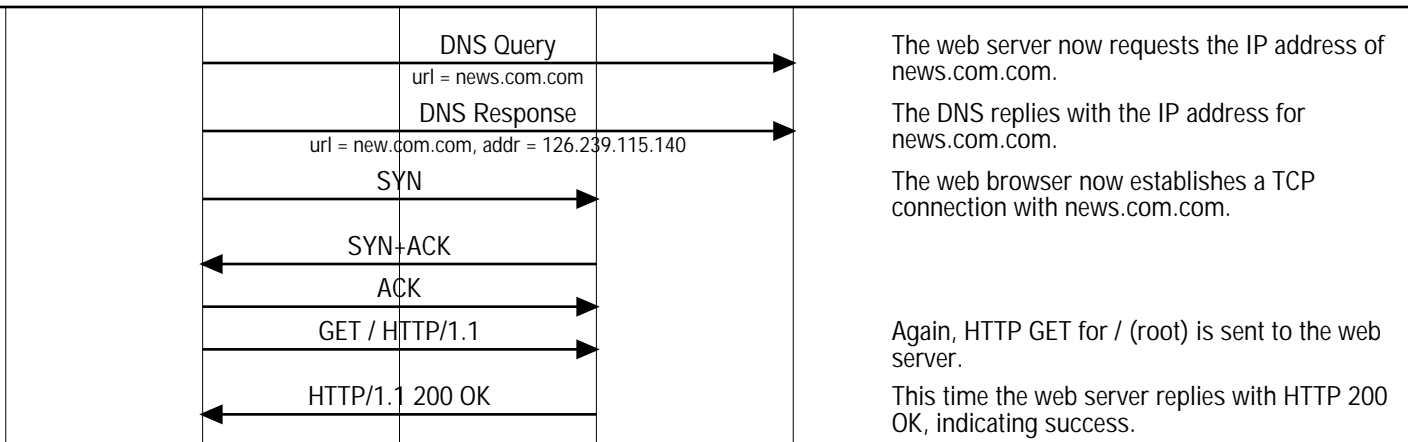 DNS Query
url = news.com.com
The web server now requests the IP address of
news.com.com.
DNS Response
url = new.com.com, addr = 126.239.115.140
The DNS replies with the IP address for
news.com.com.
SYN
The web browser now establishes a TCP
connection with news.com.com.
SYN+ACK
ACK
GET / HTTP/1.1
Again, HTTP GET for / (root) is sent to the web
server.
HTTP/1.1 200 OK
This time the web server replies with HTTP 200
OK, indicating success.